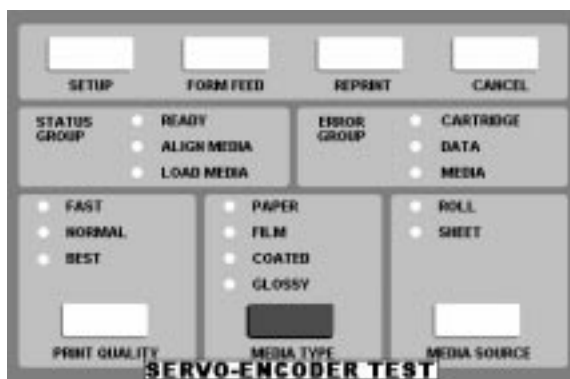 SETUP FORM FEED REPRINT CANCEL
STATUS GROUP
READY
ALIGN MEDIA
LOAD MEDIA
ERROR GROUP
CARTRIDGE
DATA
MEDIA
FAST
NORMAL
BEST
PRINT QUALITY
PAPER
FILM
COATED
GLOSSY
MEDIA TYPE
ROLL
SHEET
MEDIA SOURCE
SERVO-ENCODER TEST